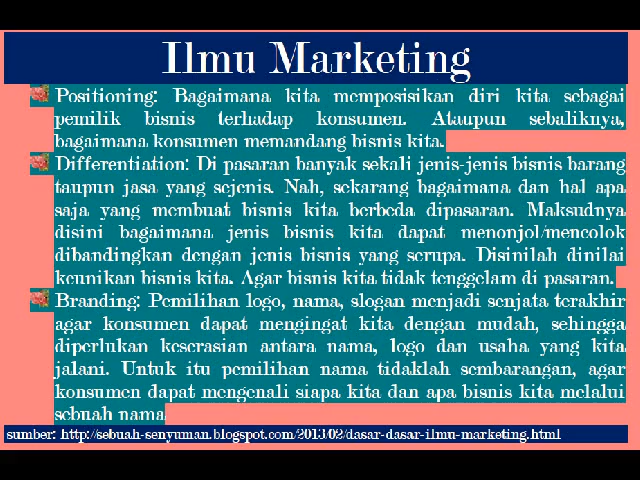 Ilmu Marketing
Positioning: Bagaimana kita memposisikan diri kita sebagai
pemilik bisnis terhadap konsumen. Ataupun sebaliknya,
bagaimana konsumen memandang bisnis kita.
Differentiation: Di pasaran banyak sekali jenis-jenis bisnis barang
taupun jasa yang sejenis. Nah, sekarang bagaimana dan hal apa
saja yang membuat bisnis kita berbeda dipasaran. Maksudnya
disini bagaimana jenis bisnis kita dapat menonjol/mencolok
dibandingkan dengan jenis bisnis yang serupa. Disinilah dinilai
keunikan bisnis kita. Agar bisnis kita tidak tenggelam di pasaran.
Branding: Pemilihan logo, nama, slogan menjadi senjata terakhir
agar konsumen dapat mengingat kita dengan mudah, sehingga
diperlukan keserasian antara nama, logo dan usaha yang kita
jalani. Untuk itu pemilihan nama tidaklah sembarangan, agar
konsumen dapat mengenali siapa kita dan apa bisnis kita melalui
sebuah nama
sumber: http://sebuah-senyuman.blogspot.com/2013/02/dasar-dasar-ilmu-marketing.html